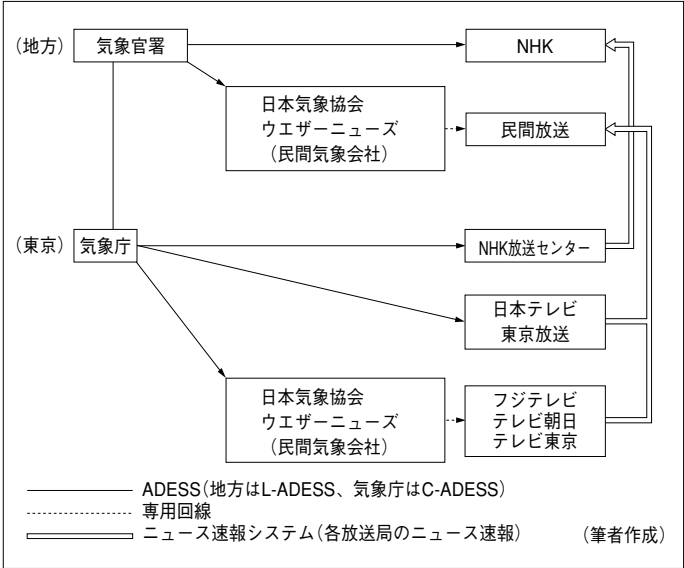 (地方) 気象官署 NHK
日本気象協会
ウエザーニューズ
(民間気象会社)
民間放送
(東京) 気象庁 NHK放送センター
日本テレビ
東京放送
日本気象協会
ウエザーニューズ
(民間気象会社)
フジテレビ
テレビ朝日
テレビ東京
ADESS(地方はL-ADESS、気象庁はC-ADESS)
専用回線
ニュース速報システム(各放送局のニュース速報) (筆者作成)